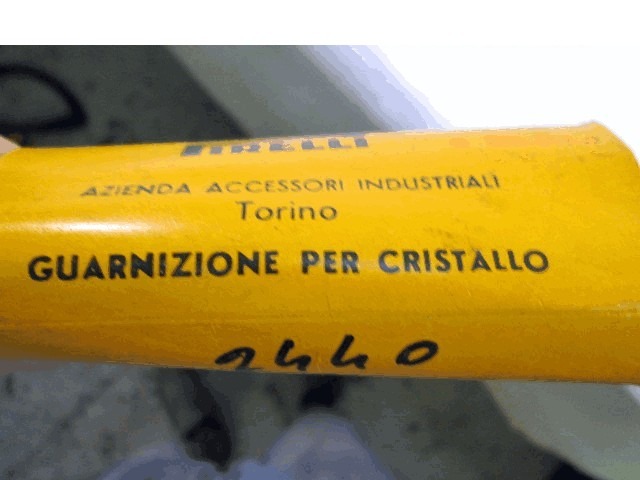 PIRELLI
AZIENDA ACCESSORI INDUSTRIALI
Torino
GUARNIZIONE PER CRISTALLO
2440